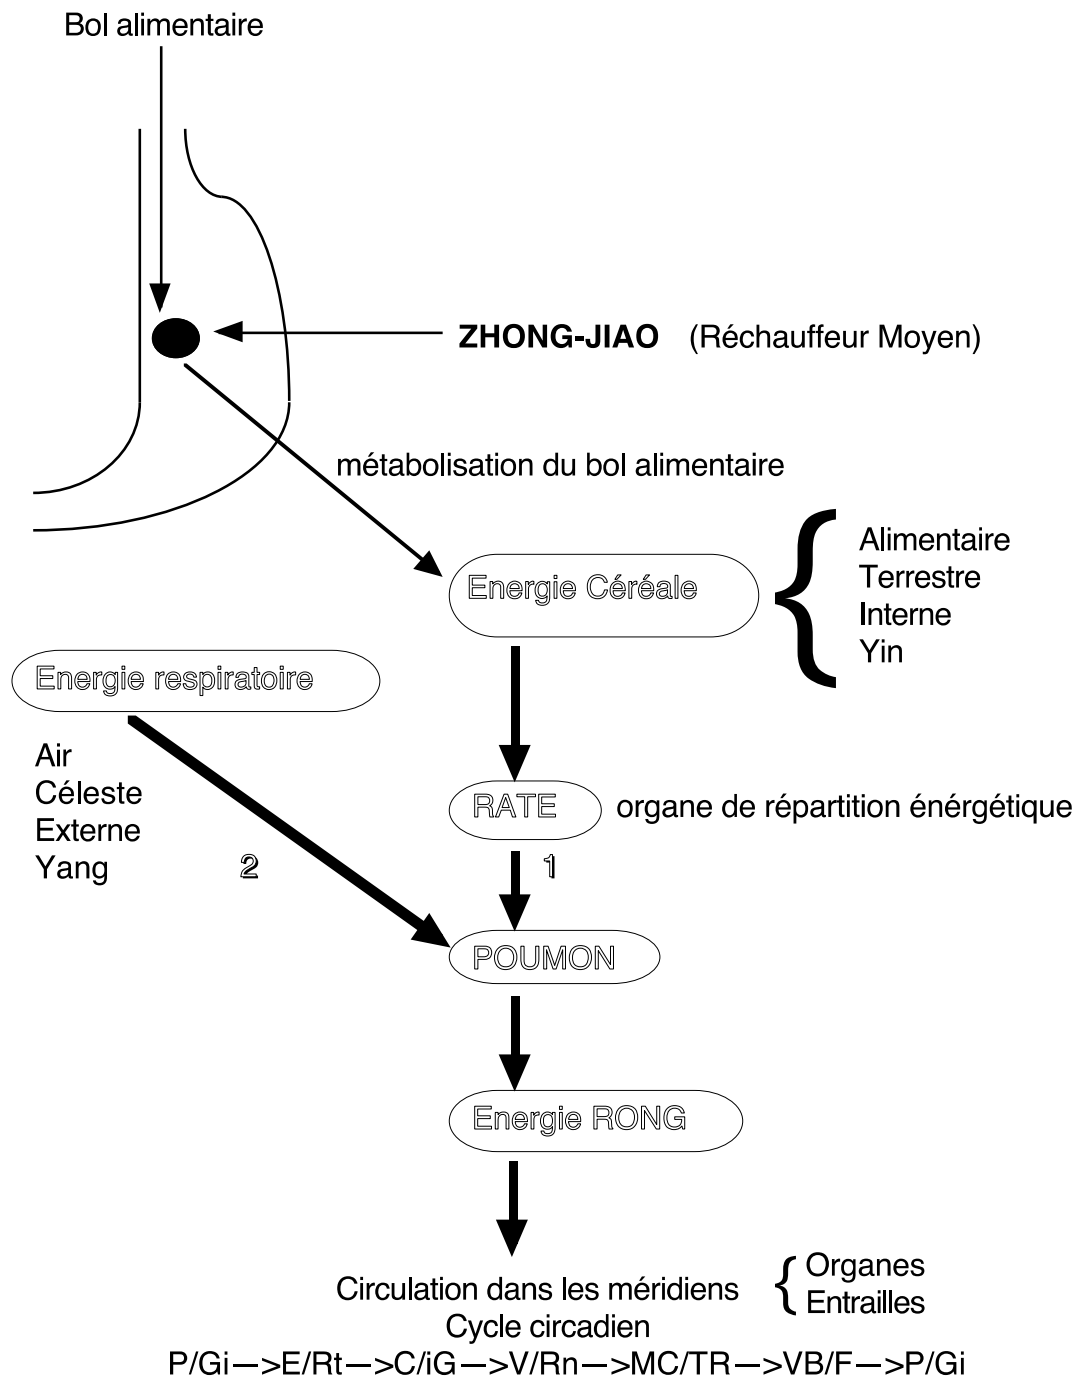 Bol alimentaire
ZHONG-JIAO (Réchauffeur Moyen)
métabolisation du bol alimentaire
Energie Céréale
Alimentaire
Terrestre
Interne
Yin
Energie respiratoire
Air
Céleste
Externe
Yang
RATE
organe de répartition énérgétique
2
1
POUMON
Energie RONG
Circulation dans les méridiens
Organes
Entrailles
Cycle circadien
P/Gi—>E/Rt—>C/iG—>V/Rn—>MC/TR—>VB/F—>P/Gi